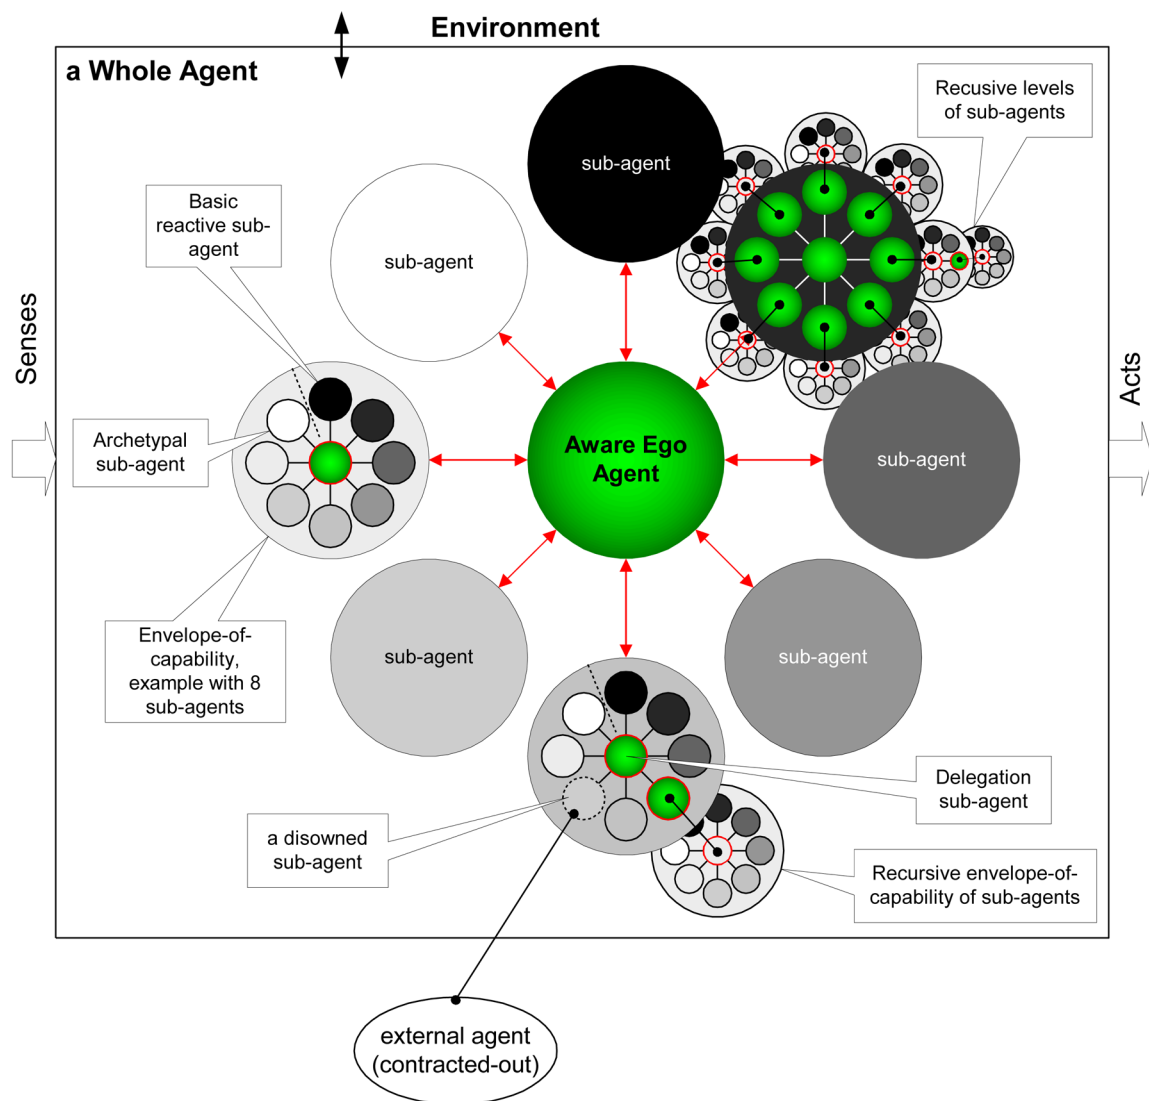 Environment
a Whole Agent
Recusive levels
of sub-agents
sub-agent
Basic
reactive sub-
agent
sub-agent
Senses
Acts
Archetypal
sub-agent
Aware Ego
Agent
sub-agent
Envelope-of-
capability,
example with 8
sub-agents
sub-agent
sub-agent
Delegation
sub-agent
a disowned
sub-agent
Recursive envelope-of-
capability of sub-agents
external agent
(contracted-out)